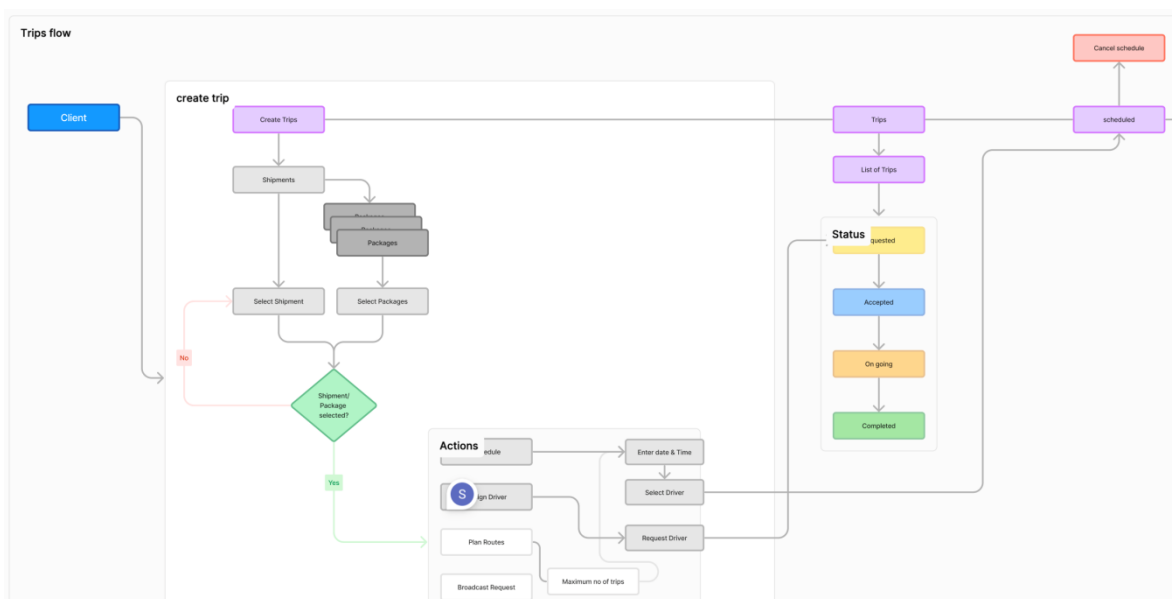 Trips flow
Cancel schedule
create trip
Client
Create Trips
Trips
scheduled
Shipments
List of Trips
Packages
Packages
Packages
Status
quested
Select Shipment
Select Packages
Accepted
No
On going
Shipment/
Package
selected?
Completed
Actions
edule
Enter date & Time
Yes
S
ign Driver
Select Driver
Plan Routes
Request Driver
Maximum no of trips
Broadcast Request